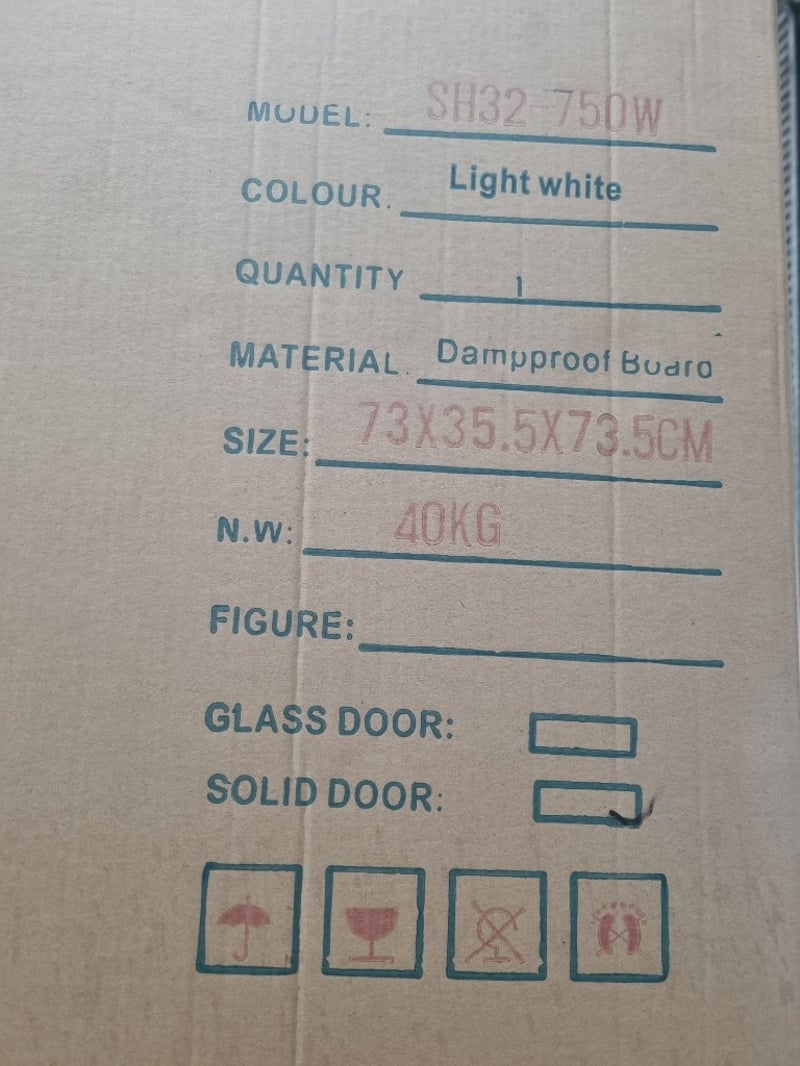 MODEL: SH32-750W
COLOUR: Light white
QUANTITY 1
MATERIAL. Dampproof Board
SIZE: 73X35.5X73.5CM
N.W: 40KG
FIGURE:
GLASS DOOR:
SOLID DOOR: